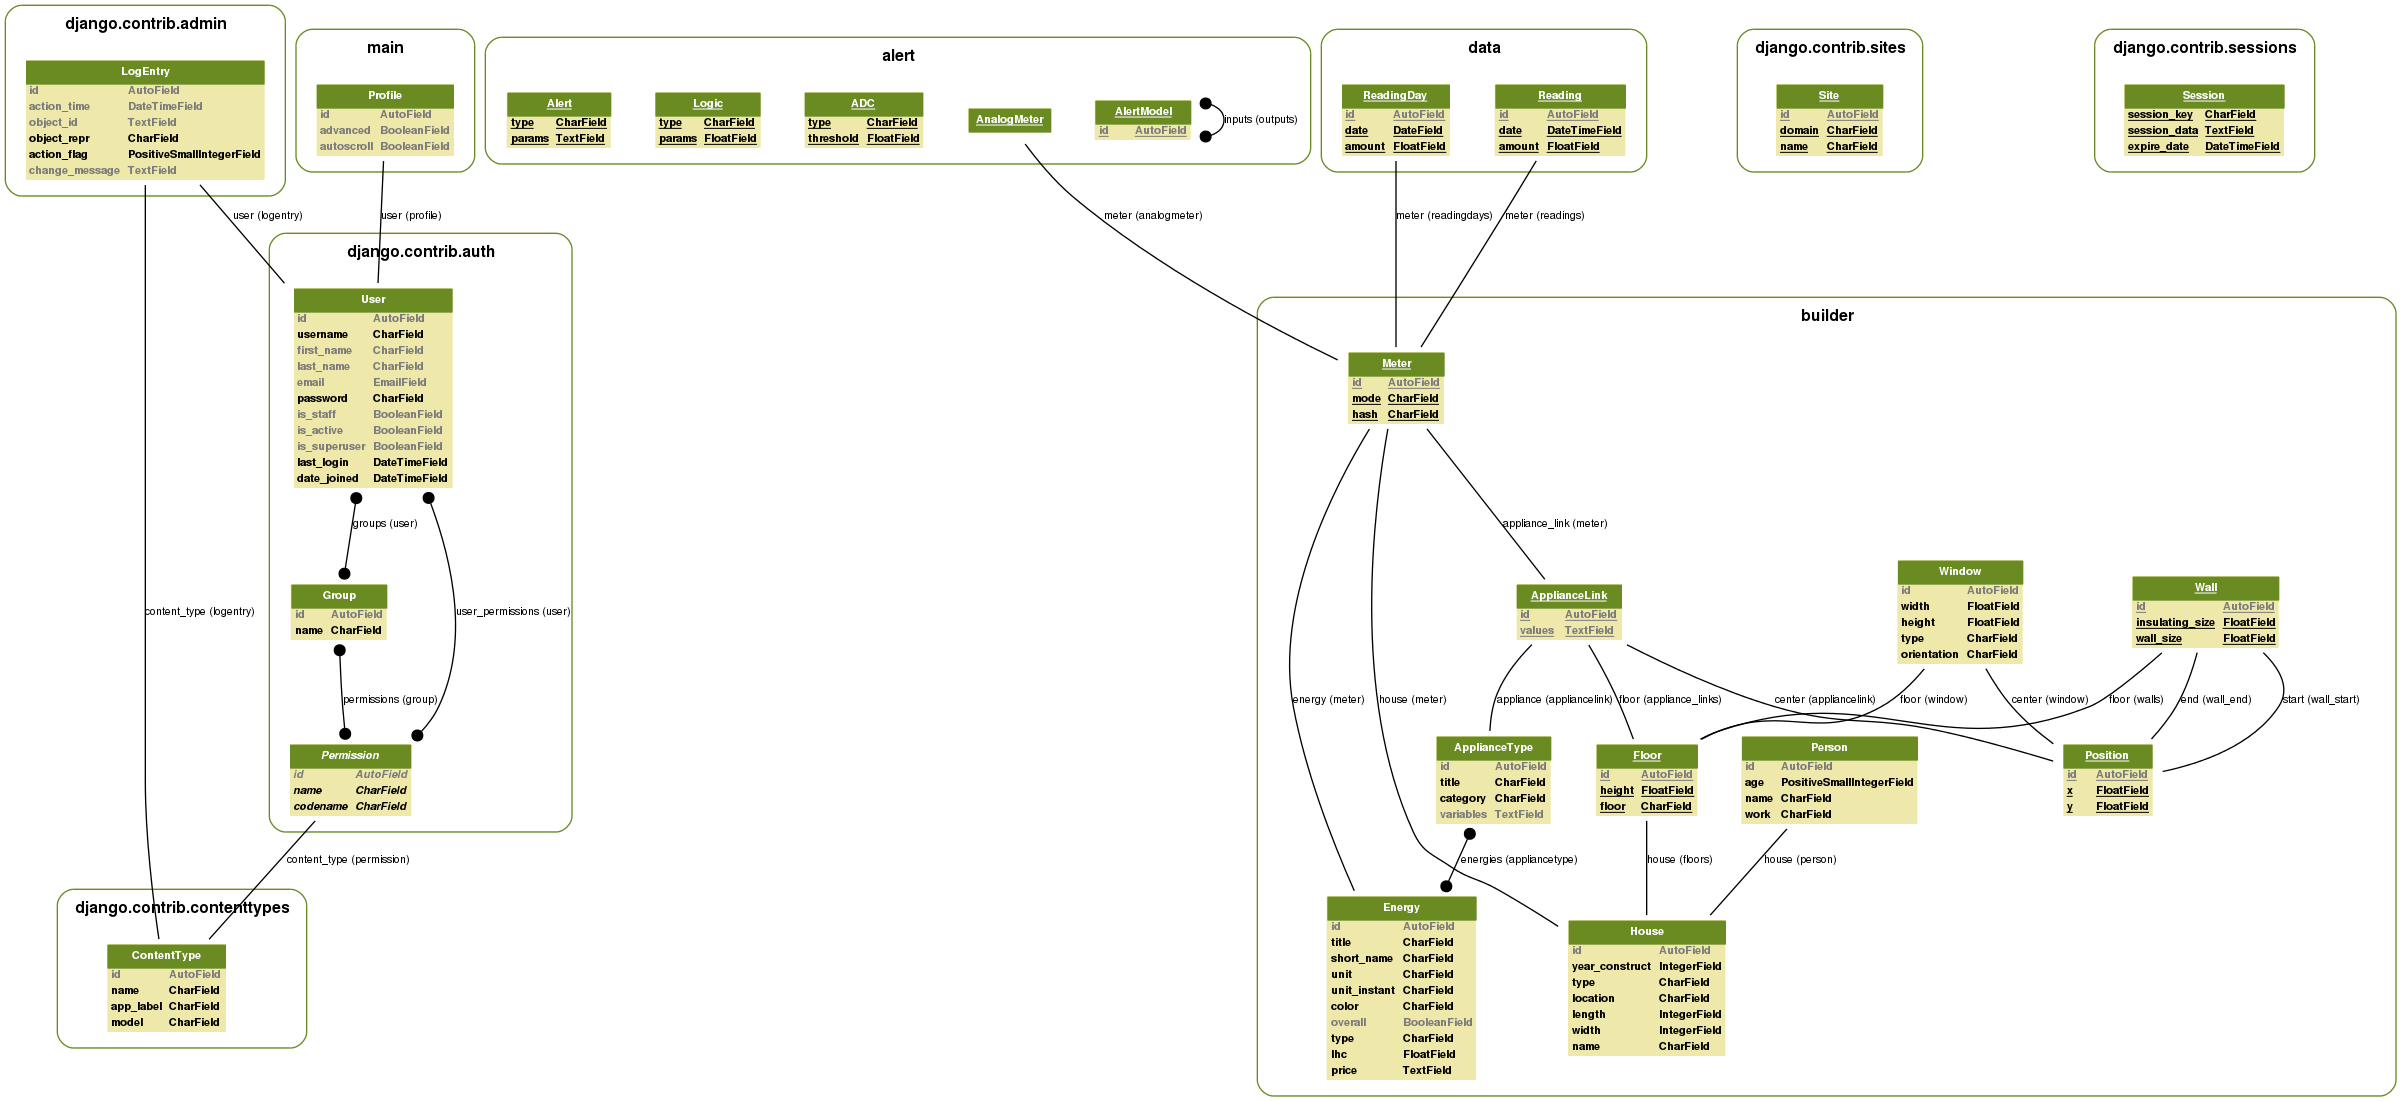 django.contrib.admin
LogEntry
id AutoField
action_time DateTimeField
object_id TextField
object_repr CharField
action_flag PositiveSmallIntegerField
change_message TextField
main
Profile
id AutoField
advanced BooleanField
autoscroll BooleanField
alert
Alert
type CharField
params TextField
Logic
type CharField
params FloatField
ADC
type CharField
threshold FloatField
AnalogMeter
AlertModel
id AutoField
inputs (outputs)
data
ReadingDay
id AutoField
date DateField
amount FloatField
Reading
id AutoField
date DateTimeField
amount FloatField
django.contrib.sites
Site
id AutoField
domain CharField
name CharField
django.contrib.sessions
Session
session_key CharField
session_data TextField
expire_date DateTimeField
user (logentry)
user (profile)
meter (analogmeter)
meter (readingdays)
meter (readings)
django.contrib.auth
User
id AutoField
username CharField
first_name CharField
last_name CharField
email EmailField
password CharField
is_staff BooleanField
is_active BooleanField
is_superuser BooleanField
last_login DateTimeField
date_joined DateTimeField
groups (user)
content_type (logentry)
Group
id AutoField
name CharField
user_permissions (user)
permissions (group)
Permission
id AutoField
name CharField
codename CharField
content_type (permission)
django.contrib.contenttypes
ContentType
id AutoField
name CharField
app_label CharField
model CharField
builder
Meter
id AutoField
mode CharField
hash CharField
appliance_link (meter)
ApplianceLink
id AutoField
values TextField
Window
id AutoField
width FloatField
height FloatField
type CharField
orientation CharField
Wall
id AutoField
insulating_size FloatField
wall_size FloatField
energy (meter)
house (meter)
appliance (appliancelink)
floor (appliance_links)
center (appliancelink)
floor (window)
center (window)
floor (walls)
end (wall_end)
start (wall_start)
ApplianceType
id AutoField
title CharField
category CharField
variables TextField
Floor
id AutoField
height FloatField
floor CharField
Person
id AutoField
age PositiveSmallIntegerField
name CharField
work CharField
Position
id AutoField
x FloatField
y FloatField
energies (appliancetype)
house (floors)
house (person)
Energy
id AutoField
title CharField
short_name CharField
unit CharField
unit_instant CharField
color CharField
overall BooleanField
type CharField
lhc FloatField
price TextField
House
id AutoField
year_construct IntegerField
type CharField
location CharField
length IntegerField
width IntegerField
name CharField